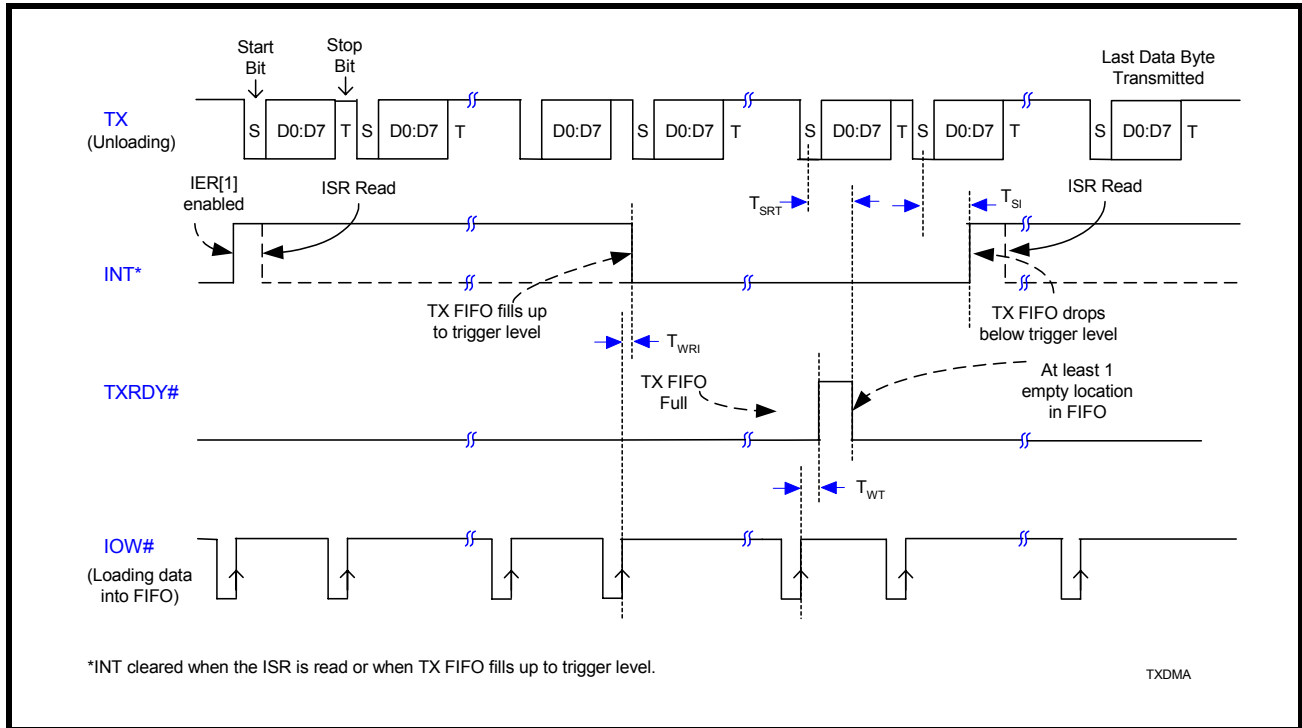 Start
Bit
Stop
Bit
Last Data Byte
Transmitted
TX
(Unloading)
S D0:D7 T S D0:D7 T D0:D7 S D0:D7 T S D0:D7 T S D0:D7 T S D0:D7 T
IER[1]
enabled
ISR Read
TSRT
TSI
ISR Read
INT*
TX FIFO fills up
to trigger level
TX FIFO drops
below trigger level
TWRI
TXRDY#
TX FIFO
Full
At least 1
empty location
in FIFO
TWT
IOW#
(Loading data
into FIFO)
*INT cleared when the ISR is read or when TX FIFO fills up to trigger level.
TXDMA